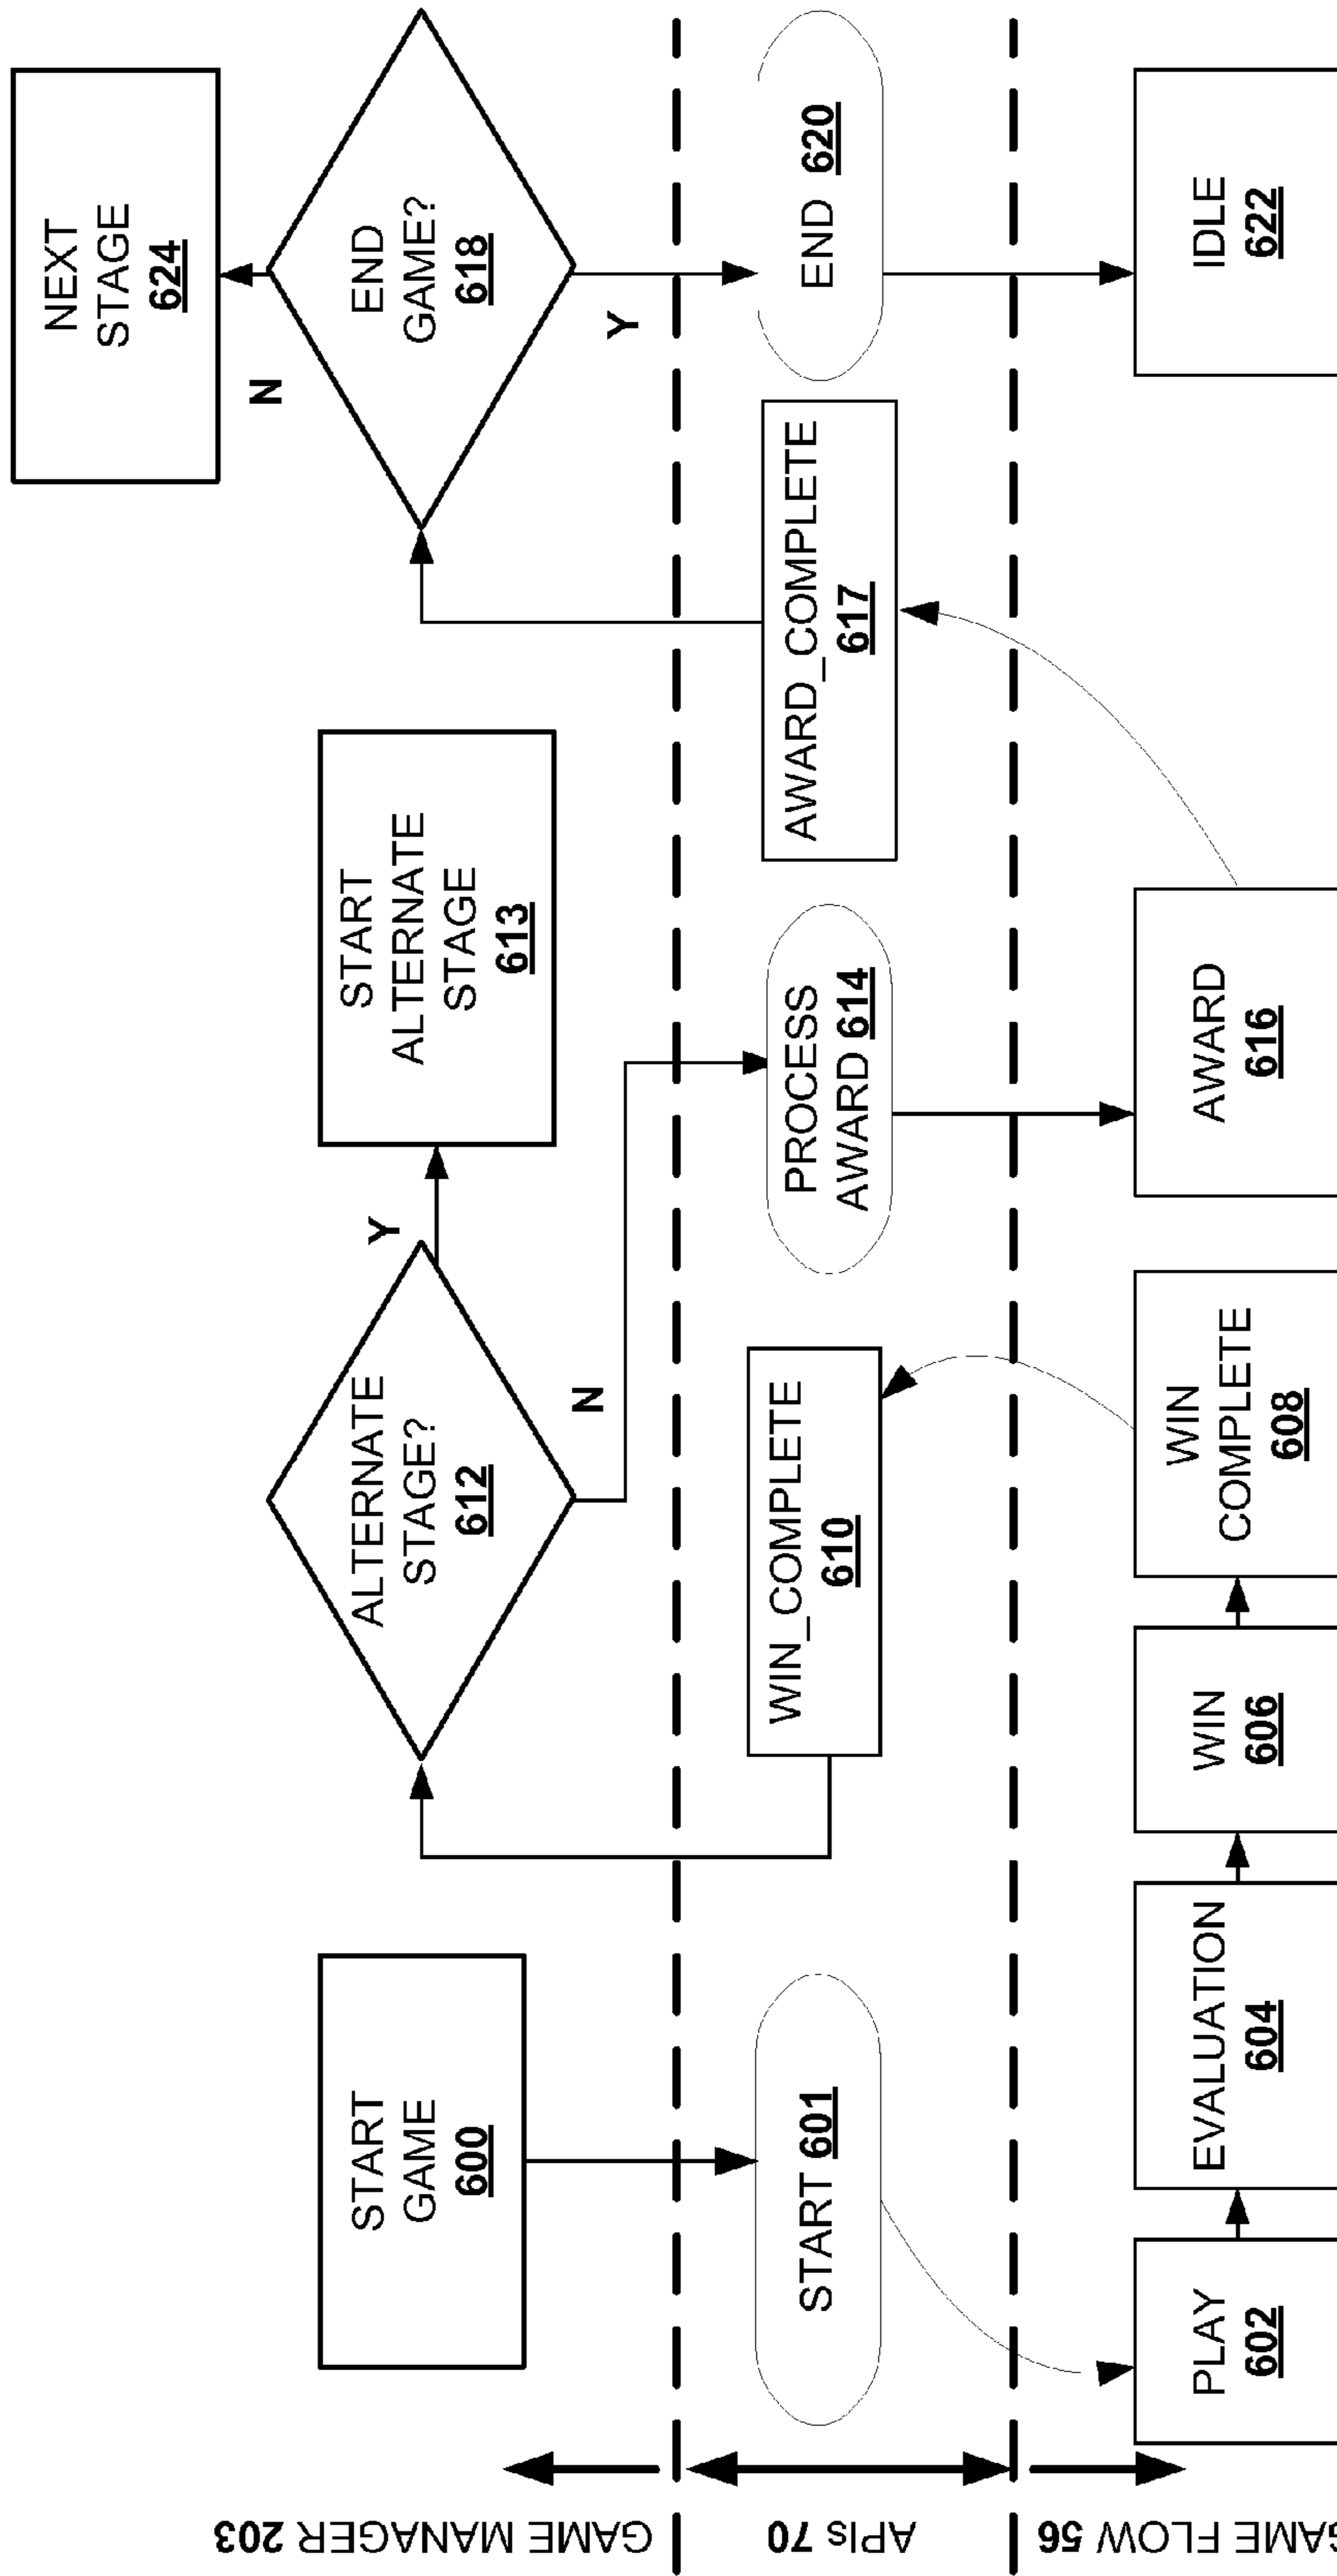 START
GAME
600
ALTERNATE
STAGE?
612
Y
N
START
ALTERNATE
STAGE
613
NEXT
STAGE
624
N
END
GAME?
618
Y
GAME MANAGER 203
START 601
WIN_COMPLETE
610
PROCESS
AWARD 614
AWARD_COMPLETE
617
END 620
APIs 70
PLAY
602
EVALUATION
604
WIN
606
WIN
COMPLETE
608
AWARD
616
IDLE
622
GAME FLOW 56